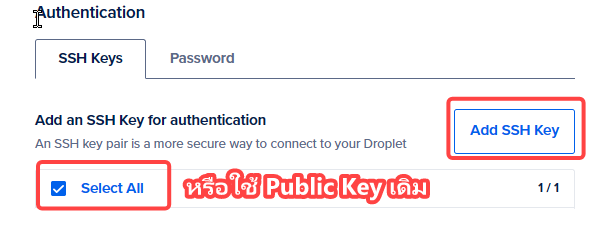 Authentication
SSH Keys Password
Add an SSH Key for authentication
An SSH key pair is a more secure way to connect to your Droplet
Add SSH Key
Select All หรือใช้ Public Key เดิม 1 / 1